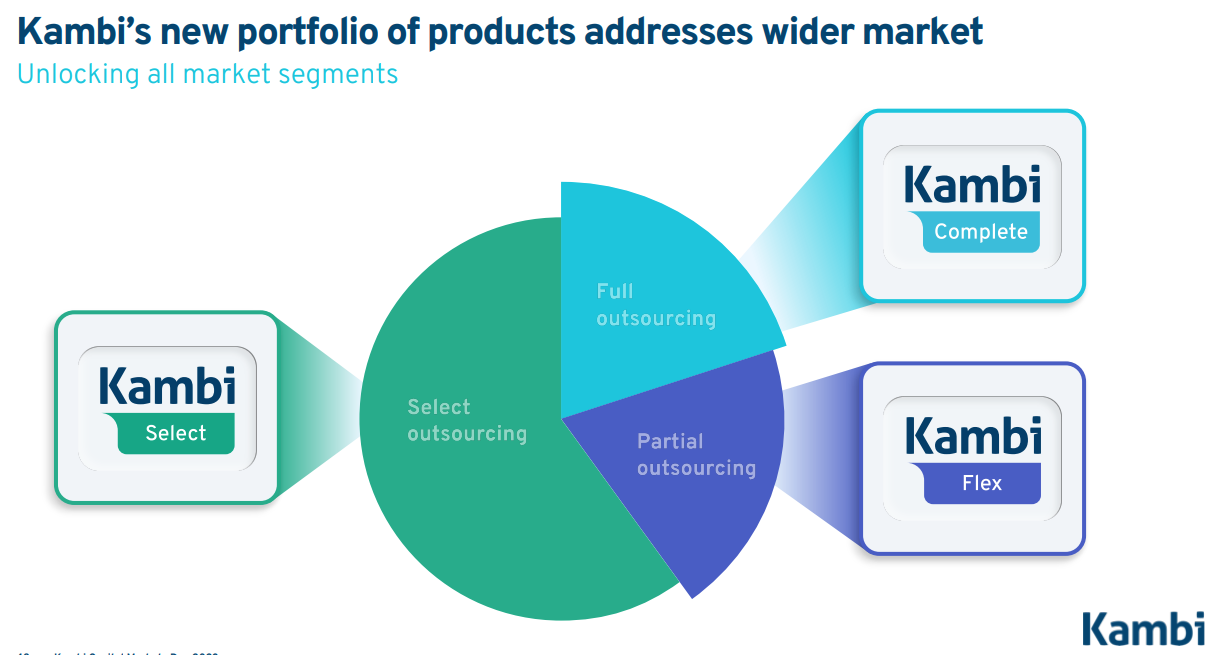 Kambi's new portfolio of products addresses wider market
Unlocking all market segments
Kambi
Complete
Full
outsourcing
Kambi
Select
Select
outsourcing
Partial
outsourcing
Kambi
Flex
Kambi